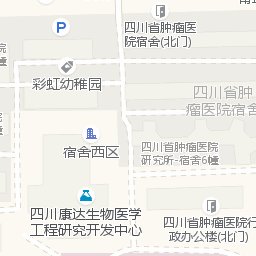 四川省肿瘤医
院宿舍(北门)
彩虹幼稚园
四川省肿
瘤医院宿舍
四川省肿瘤医院
研究所-宿舍6幢
宿舍西区
四川康达生物医学
工程研究开发中心
四川省肿瘤医院行
政办公楼(北门)